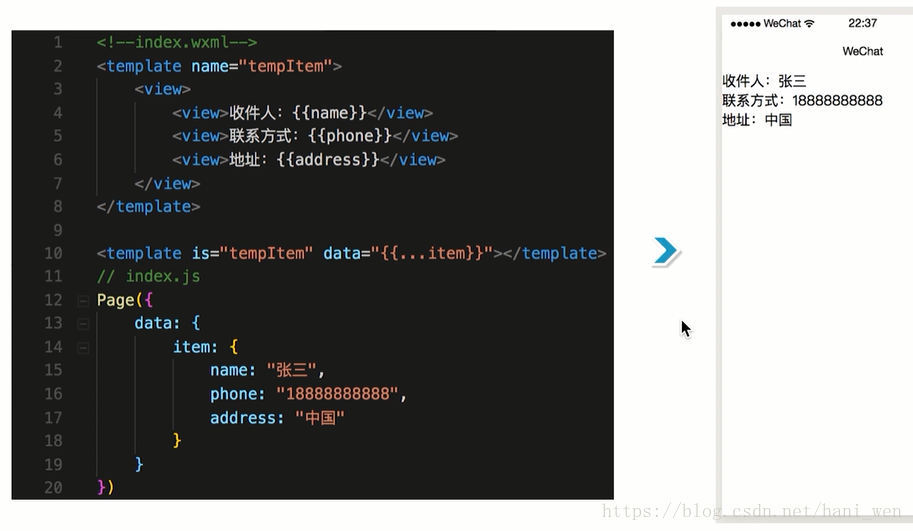 1 <!--index.wxml-->
2 <template name="tempItem">
3 <view>
4 <view>收件人: {{name}}</view>
5 <view>联系方式: {{phone}}</view>
6 <view>地址: {{address}}</view>
7 </view>
8 </template>
9
10 <template is="tempItem" data="{{...item}}"></template>
11 // index.js
12 Page({
13 data: {
14 item: {
15 name: "张三",
16 phone: "18888888888",
17 address: "中国"
18 }
19 }
20 })
WeChat 22:37
WeChat
收件人: 张三
联系方式: 18888888888
地址: 中国
https://blog.csdn.net/hani_wen